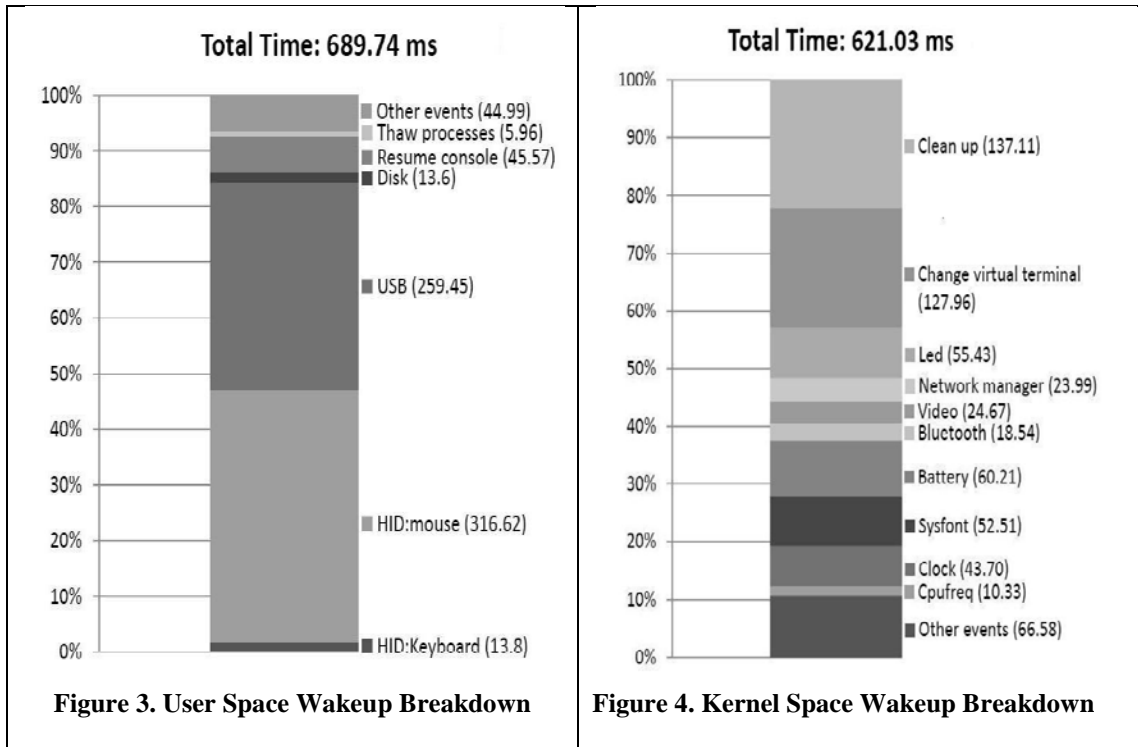 Total Time: 689.74 ms
100%
90%
80%
70%
60%
50%
40%
30%
20%
10%
0%
Other events (44.99)
Thaw processes (5.96)
Resume console (45.57)
Disk (13.6)
USB (259.45)
HID:mouse (316.62)
HID:Keyboard (13.8)
Figure 3. User Space Wakeup Breakdown
Total Time: 621.03 ms
100%
90%
80%
70%
60%
50%
40%
30%
20%
10%
0%
Clean up (137.11)
Change virtual terminal
(127.96)
Led (55.43)
Network manager (23.99)
Video (24.67)
Bluctooth (18.54)
Battery (60.21)
Sysfont (52.51)
Clock (43.70)
Cpufreq (10.33)
Other events (66.58)
Figure 4. Kernel Space Wakeup Breakdown